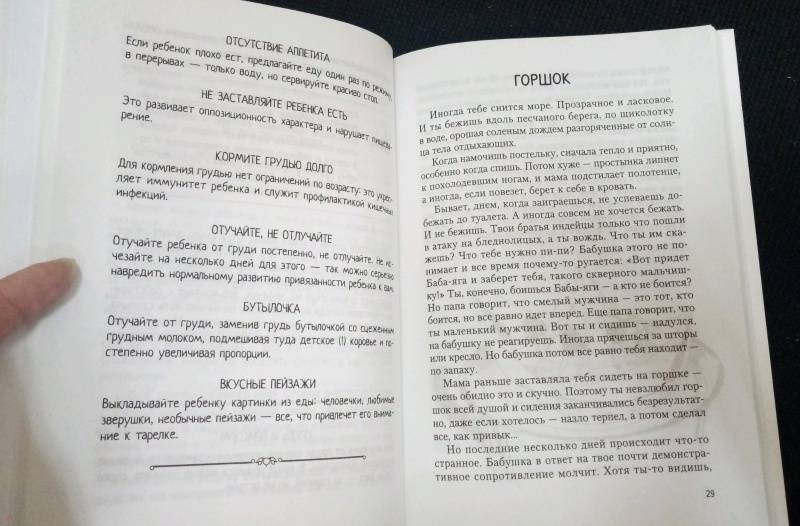 ОТСУТСТВИЕ АППЕТИТА
Если ребенок плохо ест, предлагайте еду один раз по режиму,
в перерывах — только воду, но сервируйте красиво стол.
НЕ ЗАСТАВЛЯЙТЕ РЕБЕНКА ЕСТЬ
Это развивает оппозиционность характера и нарушает пищева-
рение.
КОРМИТЕ ГРУДЬЮ ДОЛГО
Для кормления грудью нет ограничений по возрасту: это укреп-
ляет иммунитет ребенка и служит профилактикой кишечных
инфекций.
ОТУЧАЙТЕ, НЕ ОТЛУЧАЙТЕ
Отучайте ребенка от груди постепенно, не отлучайте. Не ис-
чезайте на несколько дней для этого — так можно серьезно
навредить нормальному развитию привязанности ребенка к вам.
БУТЫЛОЧКА
Отучайте от груди, заменив грудь бутылочкой со сцеженным
грудным молоком, подмешивая туда детское (!) коровье и по-
степенно увеличивая пропорции.
ВКУСНЫЕ ПЕЙЗАЖИ
Выкладывайте ребенку картинки из еды: человечки, любимые
зверушки, необычные пейзажи — все, что привлечет его внима-
ние к тарелке.
ГОРШОК
Иногда тебе снится море. Прозрачное и ласковое.
И ты бежишь вдоль песчаного берега, по щиколотку
в воде, орошая соленым дождем разгоряченные от солн-
ца тела отдыхающих.
Когда намочишь постельку, сначала тепло и приятно,
особенно когда спишь. Потом хуже — простынка липнет
к похолодевшим ногам, и мама подстилает полотенце,
а иногда, если повезет, берет к себе в кровать.
Бывает, днем, когда заиграешься, не успеваешь до-
бежать до туалета. А иногда совсем не хочется бежать.
И не бежишь. Твои братья индейцы только что пошли
в атаку на бледнолицых, а ты вождь. Что ты им ска-
жешь? Что тебе нужно пи-пи? Бабушка этого не по-
нимает и все время почему-то ругается: «Вот придет
Баба-яга и заберет тебя, такого скверного мальчиш-
ку!» Ты, конечно, боишься Бабы-яги — а кто не боится?
Но папа говорит, что смелый мужчина — это тот, кто
боится, но все равно идет вперед. Еще папа говорит, что
ты маленький мужчина. Вот ты и сидишь — надулся,
на бабушку не реагируешь. Иногда прячешься за шторы
или кресло. Но бабушка потом все равно тебя находит —
по запаху.
Мама раньше заставляла тебя сидеть на горшке —
очень обидно это и скучно. Поэтому ты невзлюбил гор-
шок всей душой и сидения заканчивались безрезультат-
но, даже если хотелось — назло терпел, а потом сделал
все, как привык...
Но последние несколько дней происходит что-то
странное. Бабушка в ответ на твое почти демонстра-
тивное сопротивление молчит. Хотя ты-то видишь,
29